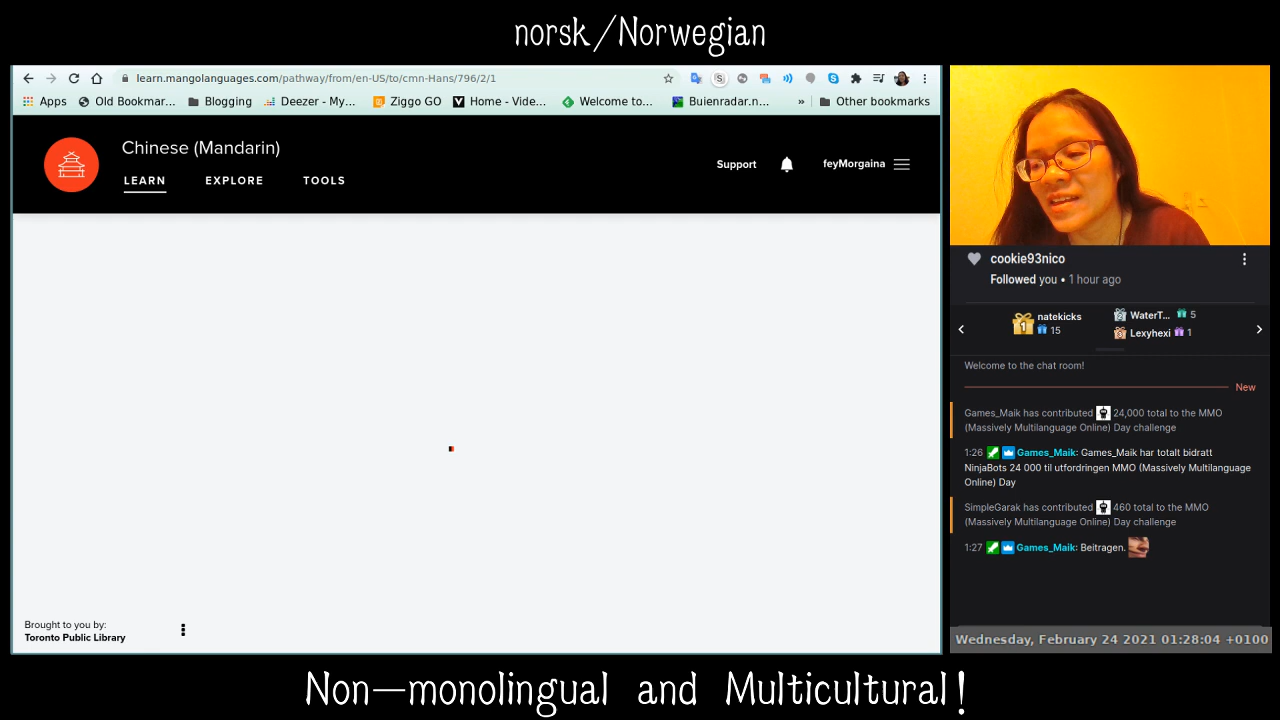 norsk/Norwegian
learn.mangolanguages.com/pathway/from/en-US/to/cmn-Hans/796/2/1
Apps Old Bookmar... Blogging Deezer - My... Ziggo GO Home - Vide... Welcome to... Buienradar.n... » Other bookmarks
Chinese (Mandarin)
LEARN EXPLORE TOOLS
Support feyMorgaina
Brought to you by:
Toronto Public Library
cookie93nico
Followed you • 1 hour ago
1 natekicks
15
WaterT... 5
Lexyhexi 1
Welcome to the chat room!
New
Games_Maik has contributed 24,000 total to the MMO
(Massively Multilanguage Online) Day challenge
1:26 Games_Maik: Games_Maik har totalt bidratt
NinjaBots 24 000 til utfordringen MMO (Massively Multilanguage
Online) Day
SimpleGarak has contributed 460 total to the MMO
(Massively Multilanguage Online) Day challenge
1:27 Games_Maik: Beitragen.
Wednesday, February 24 2021 01:28:04 +0100
Non-monolingual and Multicultural!